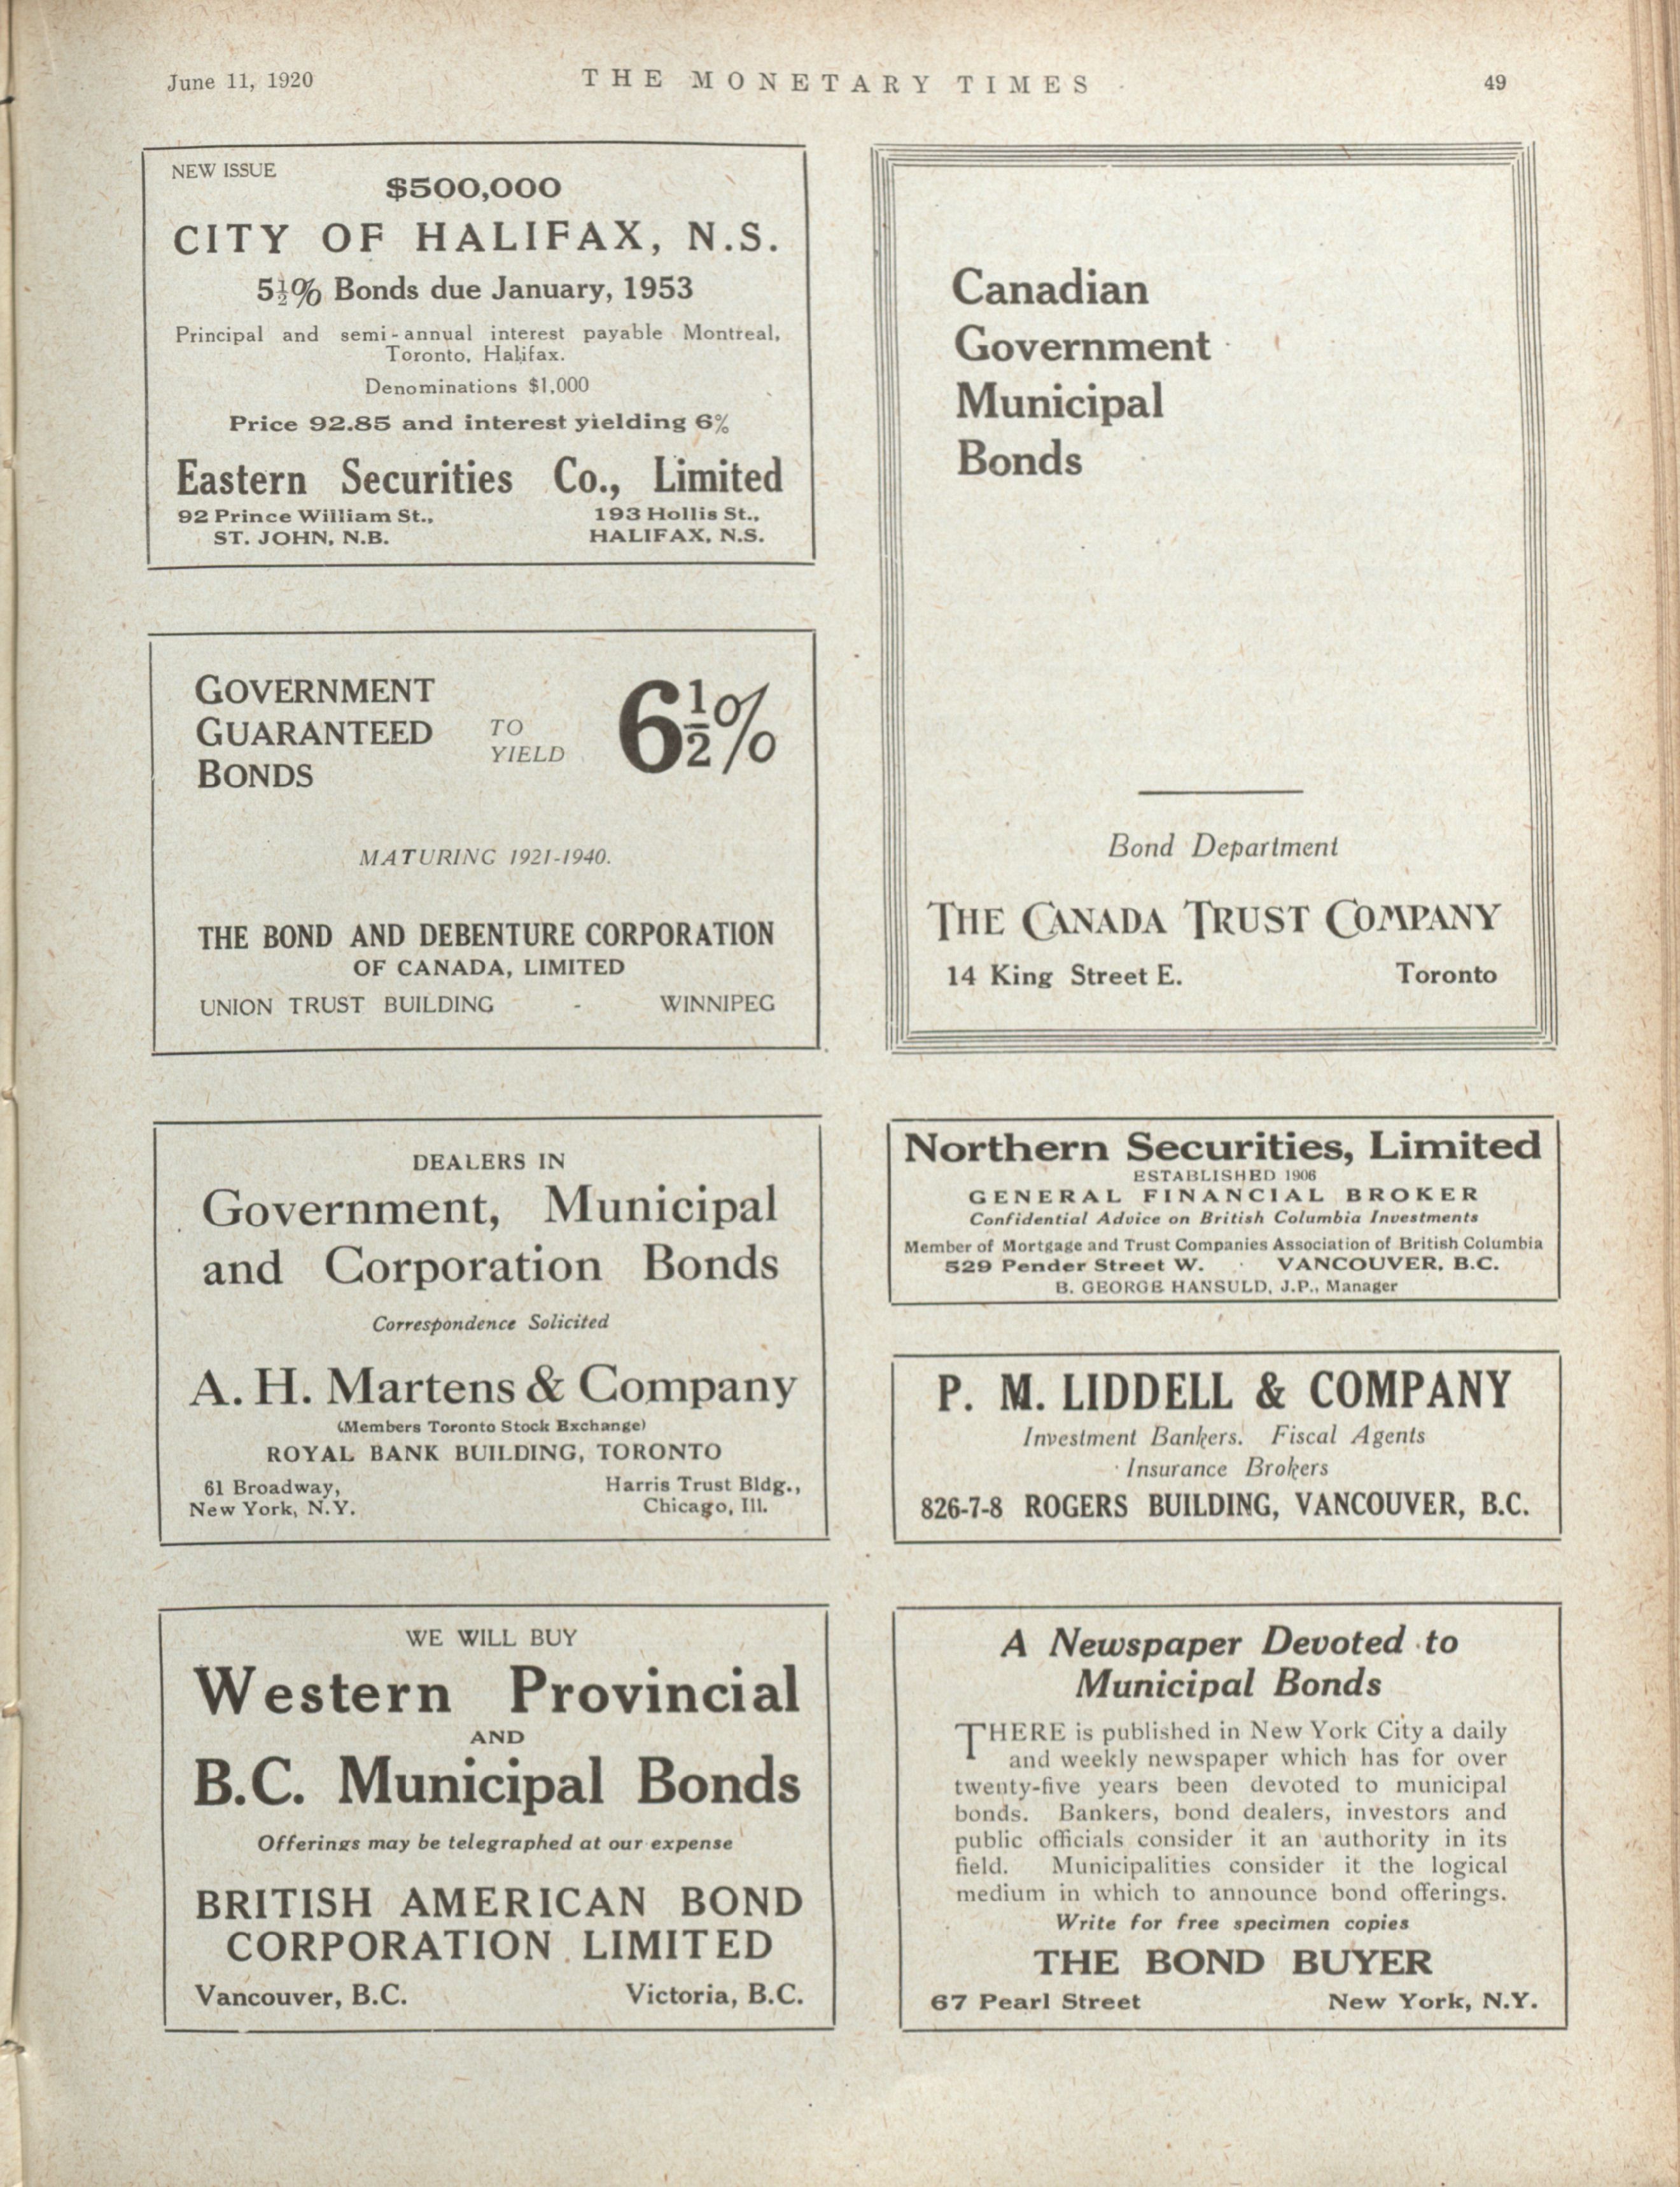 June 11, 1920
THE MONETARY TIMES
49
NEW ISSUE
$500,000
CITY OF HALIFAX, N.S.
5½% Bonds due January, 1953
Principal and semi-annual interest payable Montreal,
Toronto, Halifax.
Denominations $1,000
Price 92.85 and interest yielding 6%
Eastern Securities Co., Limited
92 Prince William St., 193 Hollis St.,
ST. JOHN, N.B. HALIFAX, N.S.
GOVERNMENT
GUARANTEED
BONDS
TO
YIELD
6½%
MATURING 1921-1940.
THE BOND AND DEBENTURE CORPORATION
OF CANADA, LIMITED
UNION TRUST BUILDING - WINNIPEG
DEALERS IN
Government, Municipal
and Corporation Bonds
Correspondence Solicited
A. H. Martens & Company
(Members Toronto Stock Exchange)
ROYAL BANK BUILDING, TORONTO
61 Broadway, Harris Trust Bldg.,
New York, N.Y. Chicago, Ill.
WE WILL BUY
Western Provincial
AND
B.C. Municipal Bonds
Offerings may be telegraphed at our expense
BRITISH AMERICAN BOND
CORPORATION LIMITED
Vancouver, B.C. Victoria, B.C.
Canadian
Government
Municipal
Bonds
Bond Department
THE CANADA TRUST COMPANY
14 King Street E. Toronto
Northern Securities, Limited
ESTABLISHED 1906
GENERAL FINANCIAL BROKER
Confidential Advice on British Columbia Investments
Member of Mortgage and Trust Companies Association of British Columbia
529 Pender Street W. VANCOUVER, B.C.
B. GEORGE HANSULD, J.P., Manager
P. M. LIDDELL & COMPANY
Investment Bankers. Fiscal Agents
Insurance Brokers
826-7-8 ROGERS BUILDING, VANCOUVER, B.C.
A Newspaper Devoted to
Municipal Bonds
THERE is published in New York City a daily
and weekly newspaper which has for over
twenty-five years been devoted to municipal
bonds. Bankers, bond dealers, investors and
public officials consider it an authority in its
field. Municipalities consider it the logical
medium in which to announce bond offerings.
Write for free specimen copies
THE BOND BUYER
67 Pearl Street New York, N.Y.